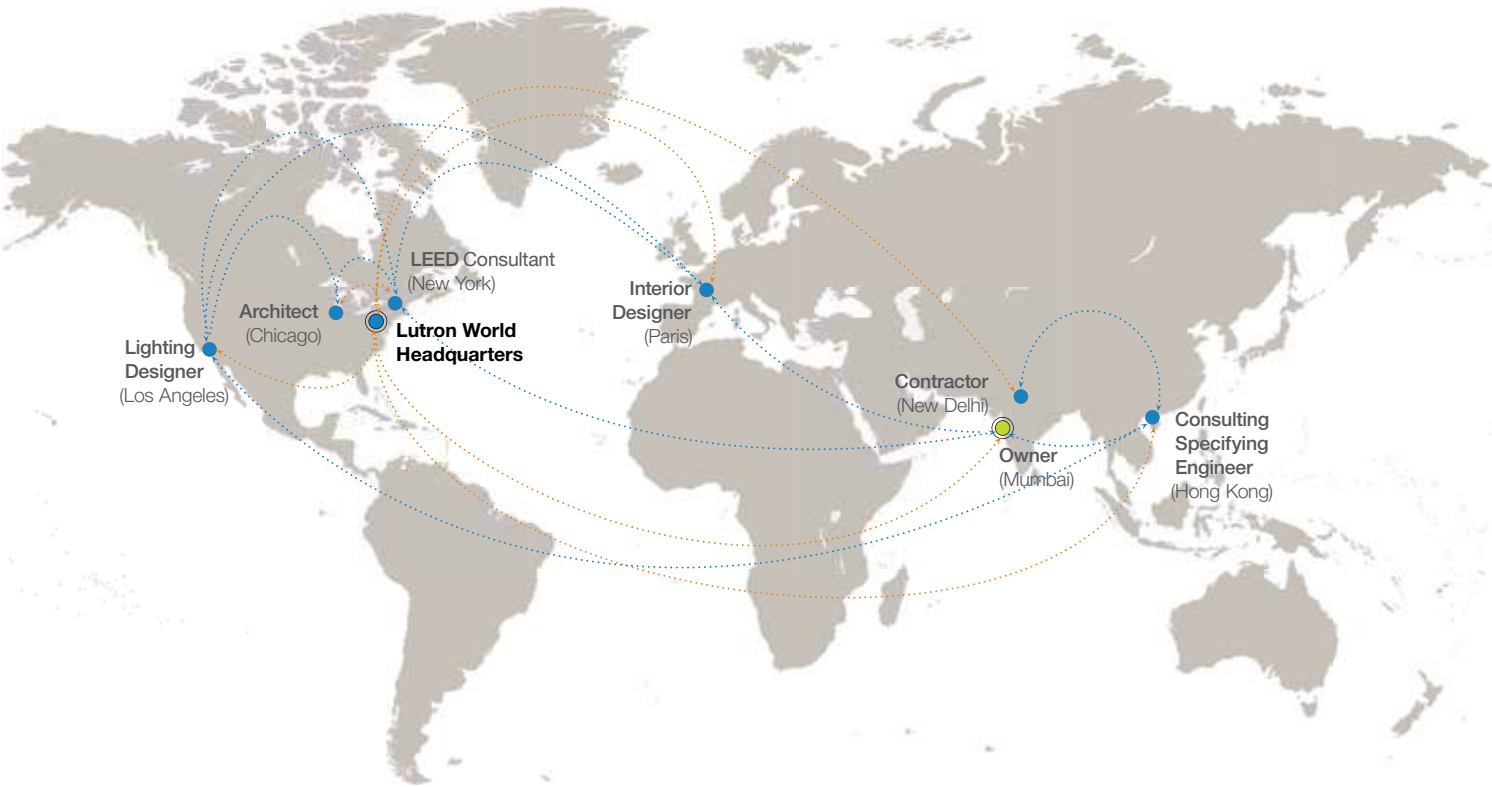 LEED Consultant
(New York)
Architect
(Chicago)
Lutron World
Headquarters
Lighting
Designer
(Los Angeles)
Interior
Designer
(Paris)
Contractor
(New Delhi)
Owner
(Mumbai)
Consulting
Specifying
Engineer
(Hong Kong)